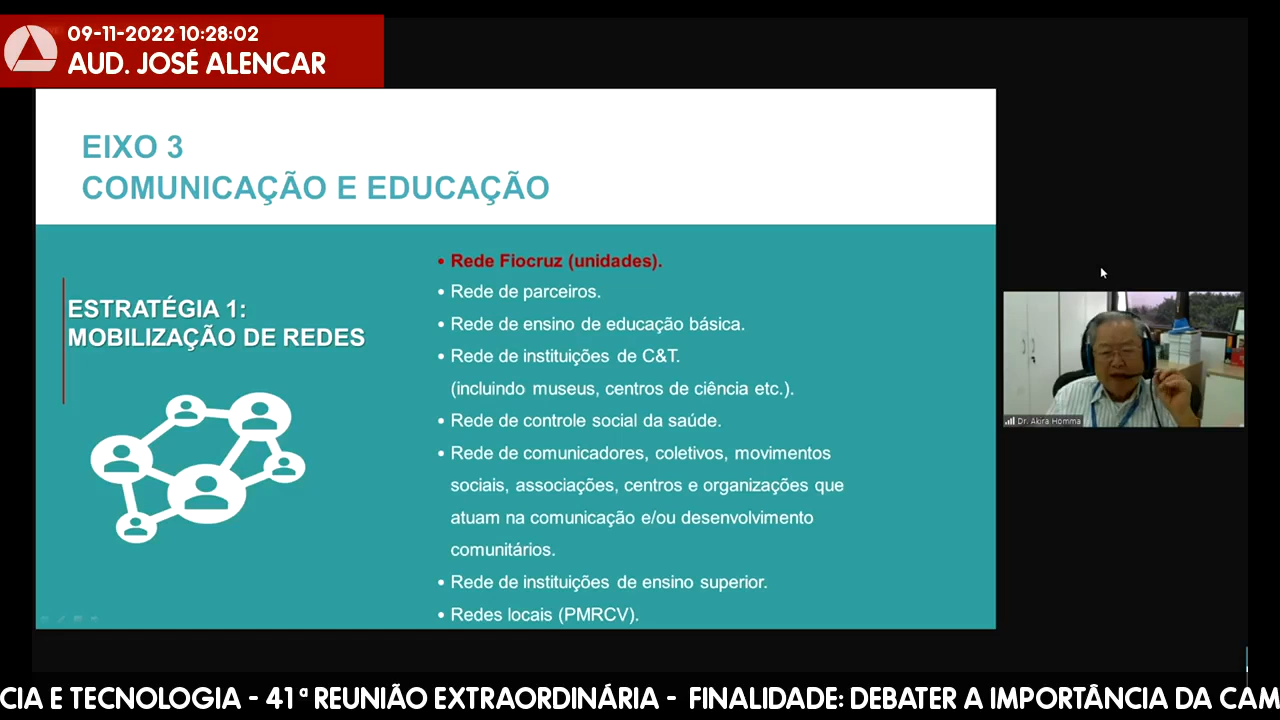 09-11-2022 10:28:02
AUD. JOSÉ ALENCAR
EIXO 3
COMUNICAÇÃO E EDUCAÇÃO
ESTRATÉGIA 1:
MOBILIZAÇÃO DE REDES
• Rede Fiocruz (unidades).
• Rede de parceiros.
• Rede de ensino de educação básica.
• Rede de instituições de C&T.
(incluindo museus, centros de ciência etc.).
• Rede de controle social da saúde.
• Rede de comunicadores, coletivos, movimentos
sociais, associações, centros e organizações que
atuam na comunicação e/ou desenvolvimento
comunitários.
• Rede de instituições de ensino superior.
• Redes locais (PMRCV).
Dr. Akira Homma
CIA E TECNOLOGIA - 41ª REUNIÃO EXTRAORDINÁRIA - FINALIDADE: DEBATER A IMPORTÂNCIA DA CAM